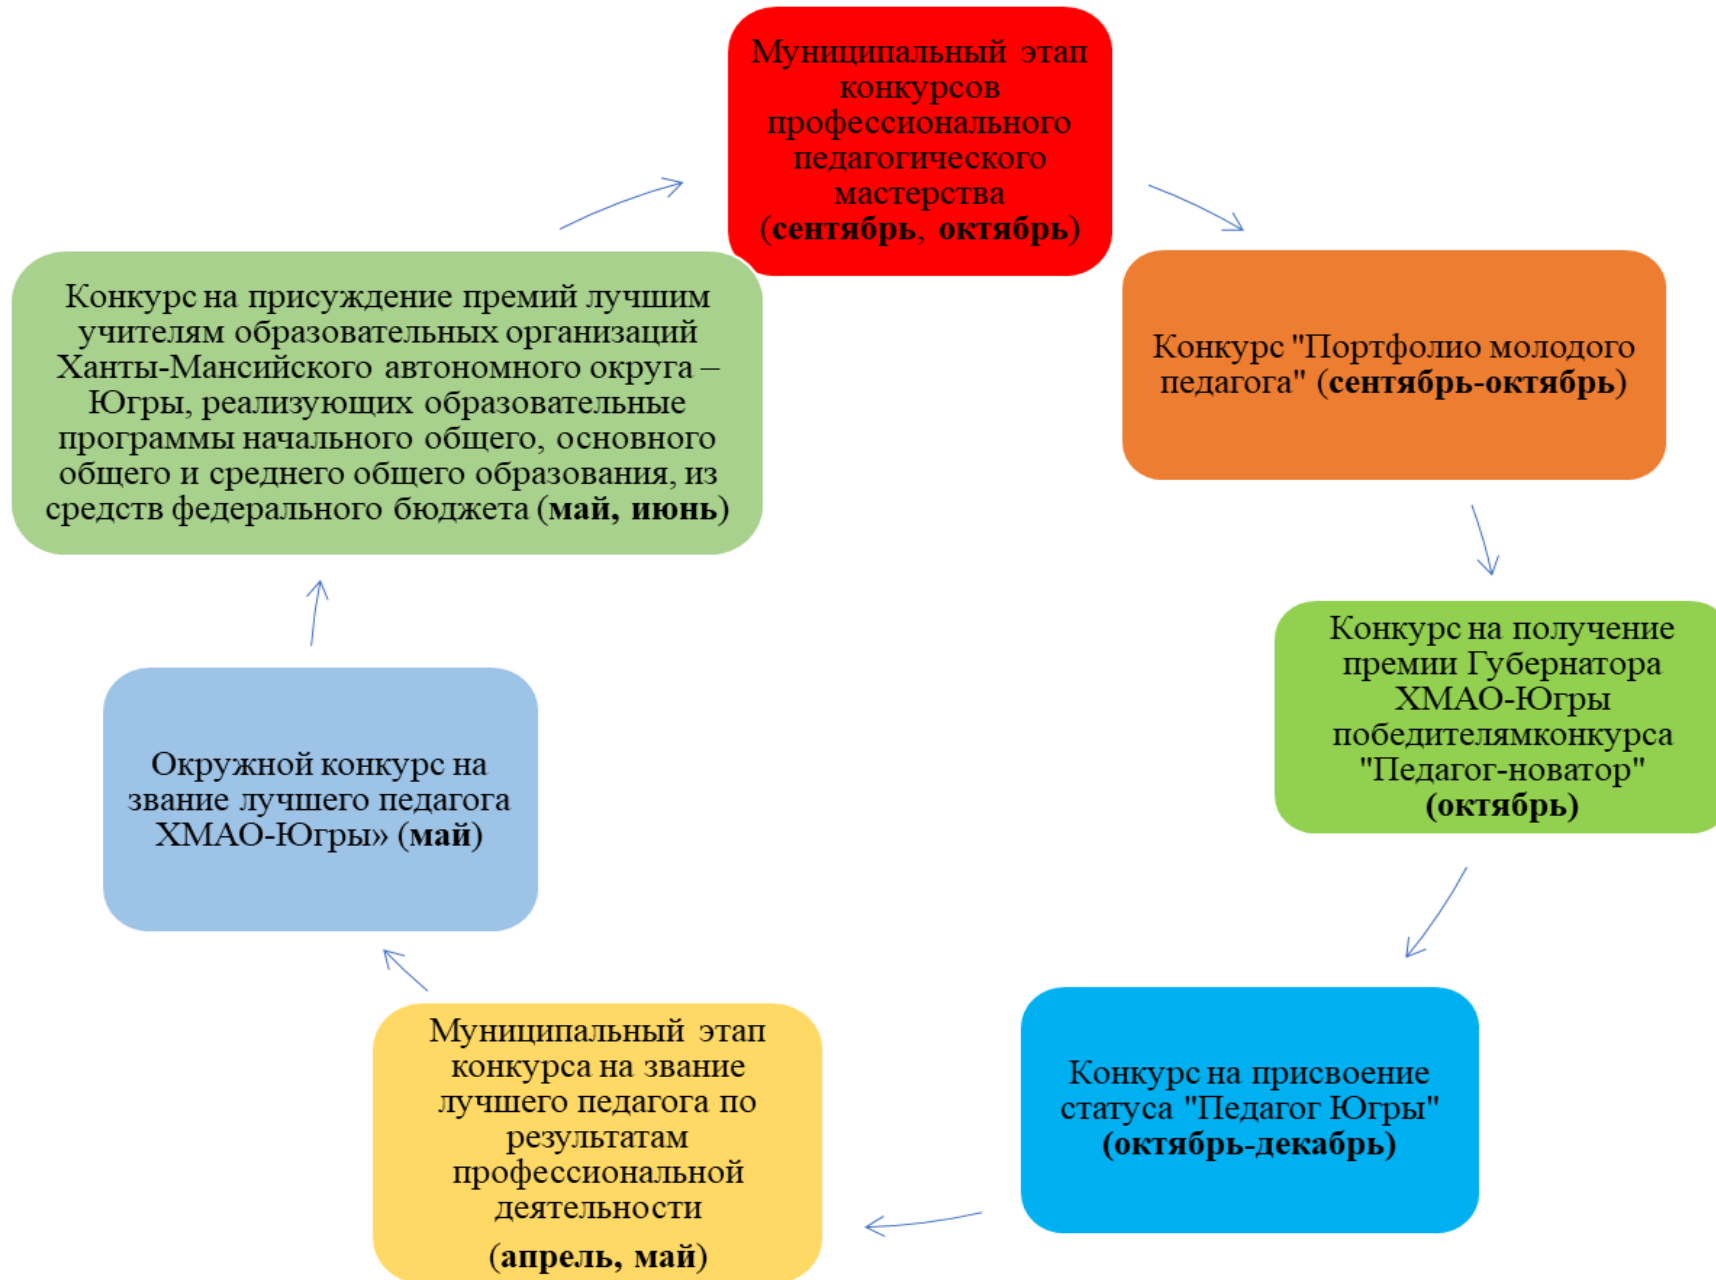 Муниципальный этап
конкурсов
профессионального
педагогического
мастерства
(сентябрь, октябрь)
Конкурс "Портфолио молодого
педагога" (сентябрь-октябрь)
Конкурс на получение
премии Губернатора
ХМАО-Югры
победителямконкурса
"Педагог-новатор"
(октябрь)
Конкурс на присвоение
статуса "Педагог Югры"
(октябрь-декабрь)
Муниципальный этап
конкурса на звание
лучшего педагога по
результатам
профессиональной
деятельности
(апрель, май)
Окружной конкурс на
звание лучшего педагога
ХМАО-Югры» (май)
Конкурс на присуждение премий лучшим
учителям образовательных организаций
Ханты-Мансийского автономного округа –
Югры, реализующих образовательные
программы начального общего, основного
общего и среднего общего образования, из
средств федерального бюджета (май, июнь)